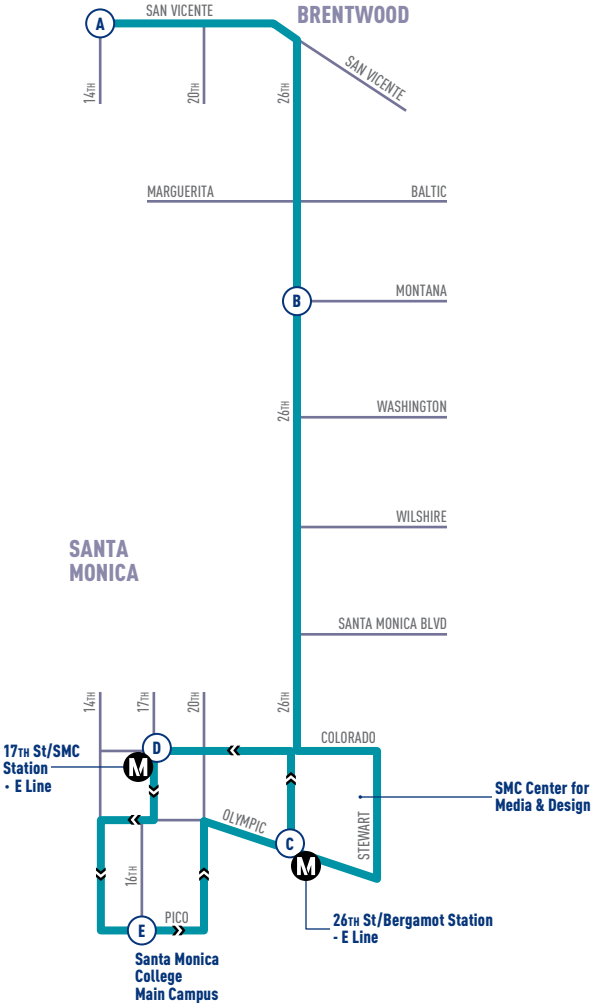 A
SAN VICENTE
BRENTWOOD
14TH
20TH
26TH
SAN VICENTE
MARGUERITA
BALTIC
B
MONTANA
26TH
WASHINGTON
WILSHIRE
SANTA
MONICA
SANTA MONICA BLVD
14TH
17TH
20TH
26TH
D
COLORADO
17TH St/SMC
Station
· E Line
M
SMC Center for
Media & Design
OLYMPIC
STEWART
C
M
16TH
PICO
E
26TH St/Bergamot Station
- E Line
Santa Monica
College
Main Campus